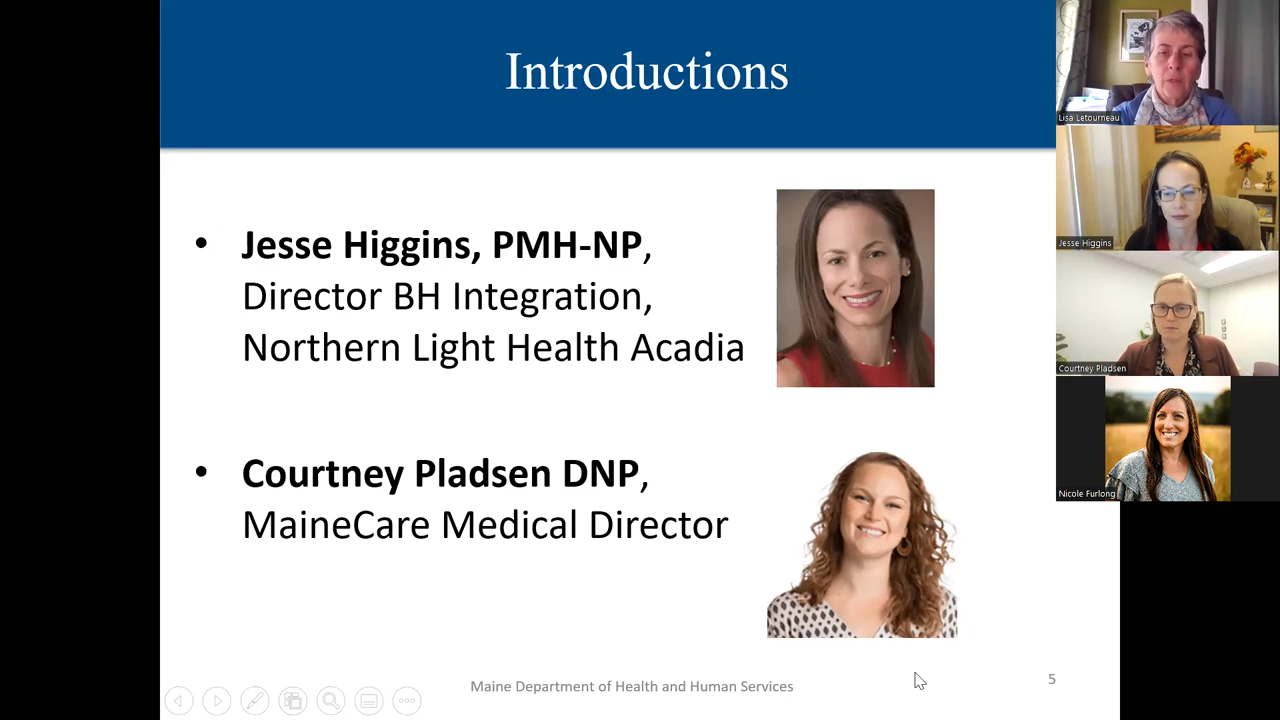 Introductions
• Jesse Higgins, PMH-NP,
Director BH Integration,
Northern Light Health Acadia
• Courtney Pladsen DNP,
MaineCare Medical Director
Maine Department of Health and Human Services
5
Lisa Letourneau
Jesse Higgins
Courtney Pladsen
Nicole Furlong